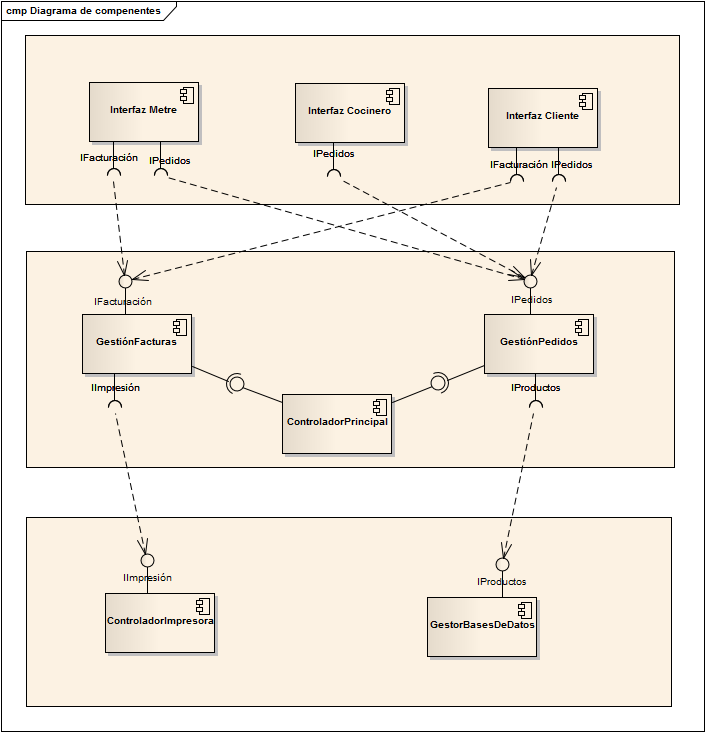 cmp Diagrama de compenentes
Interfaz Metre
Interfaz Cocinero
Interfaz Cliente
IFacturación
IPedidos
IPedidos
IFacturación
IPedidos
IFacturación
IPedidos
GestiónFacturas
GestiónPedidos
IImpresión
IProductos
ControladorPrincipal
IImpresión
IProductos
ControladorImpresora
GestorBasesDeDatos